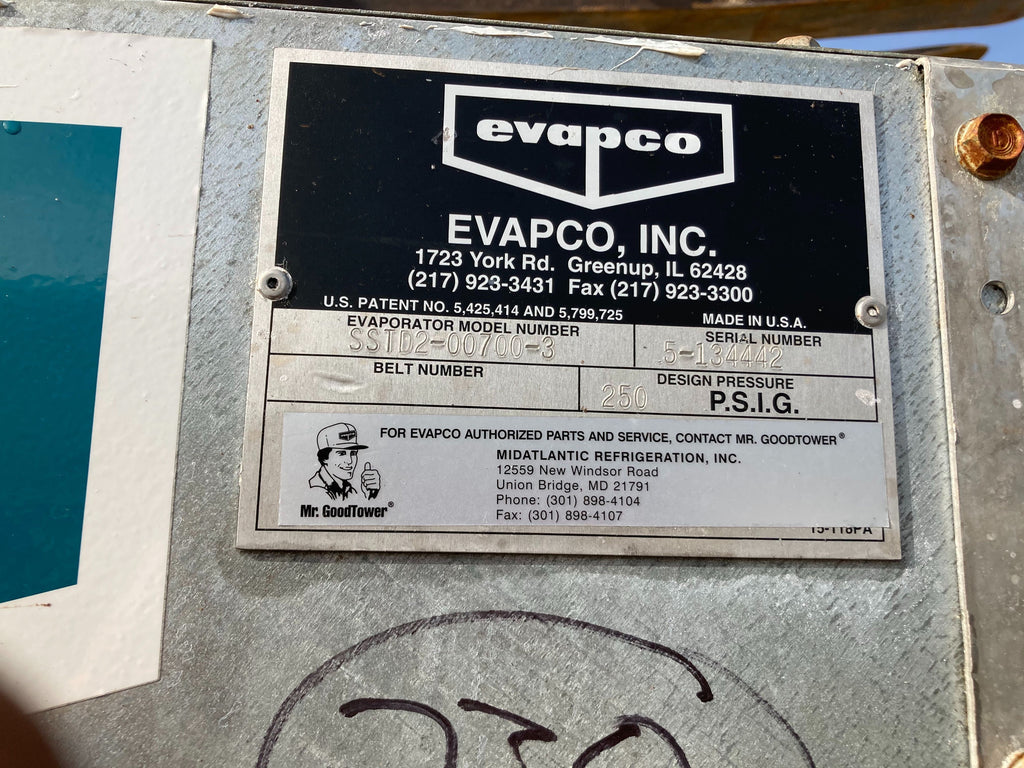 evapco
EVAPCO, INC.
1723 York Rd. Greenup, IL 62428
(217) 923-3431 Fax (217) 923-3300
U.S. PATENT NO. 5,425,414 AND 5,799,725 MADE IN U.S.A.
EVAPORATOR MODEL NUMBER SERIAL NUMBER
SSTD2-00700-3 5-134442
BELT NUMBER DESIGN PRESSURE
250 P.S.I.G.
FOR EVAPCO AUTHORIZED PARTS AND SERVICE, CONTACT MR. GOODTOWER®
MIDATLANTIC REFRIGERATION, INC.
12559 New Windsor Road
Union Bridge, MD 21791
Phone: (301) 898-4104
Fax: (301) 898-4107
Mr. GoodTower®